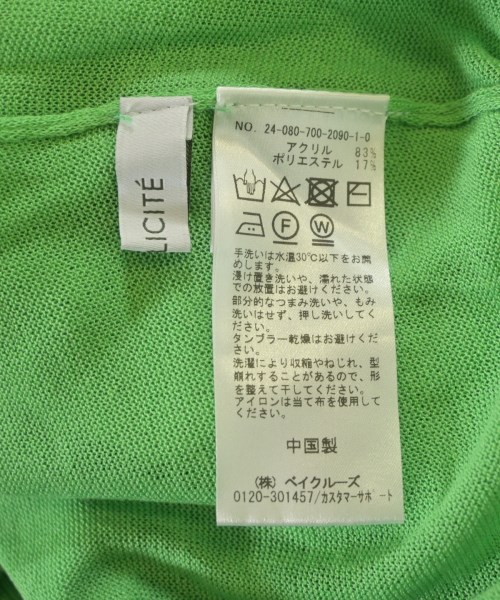 LICITÉ
NO. 24-080-700-2090-1-0
アクリル 83%
ポリエステル 17%
F
W
手洗いは水温30℃以下をお薦
めします。
浸け置き洗いや、濡れた状態
での放置はお避けください。
部分的なつまみ洗いや、もみ
洗いはせず、押し洗いしてく
ださい。
タンブラー乾燥はお避けくだ
さい。
洗濯により収縮やねじれ、型
崩れすることがあるので、形
を整えて干してください。
アイロンは当て布を使用して
ください。
中国製
(株) ベイクルーズ
0120-301457/カスタマーサポート